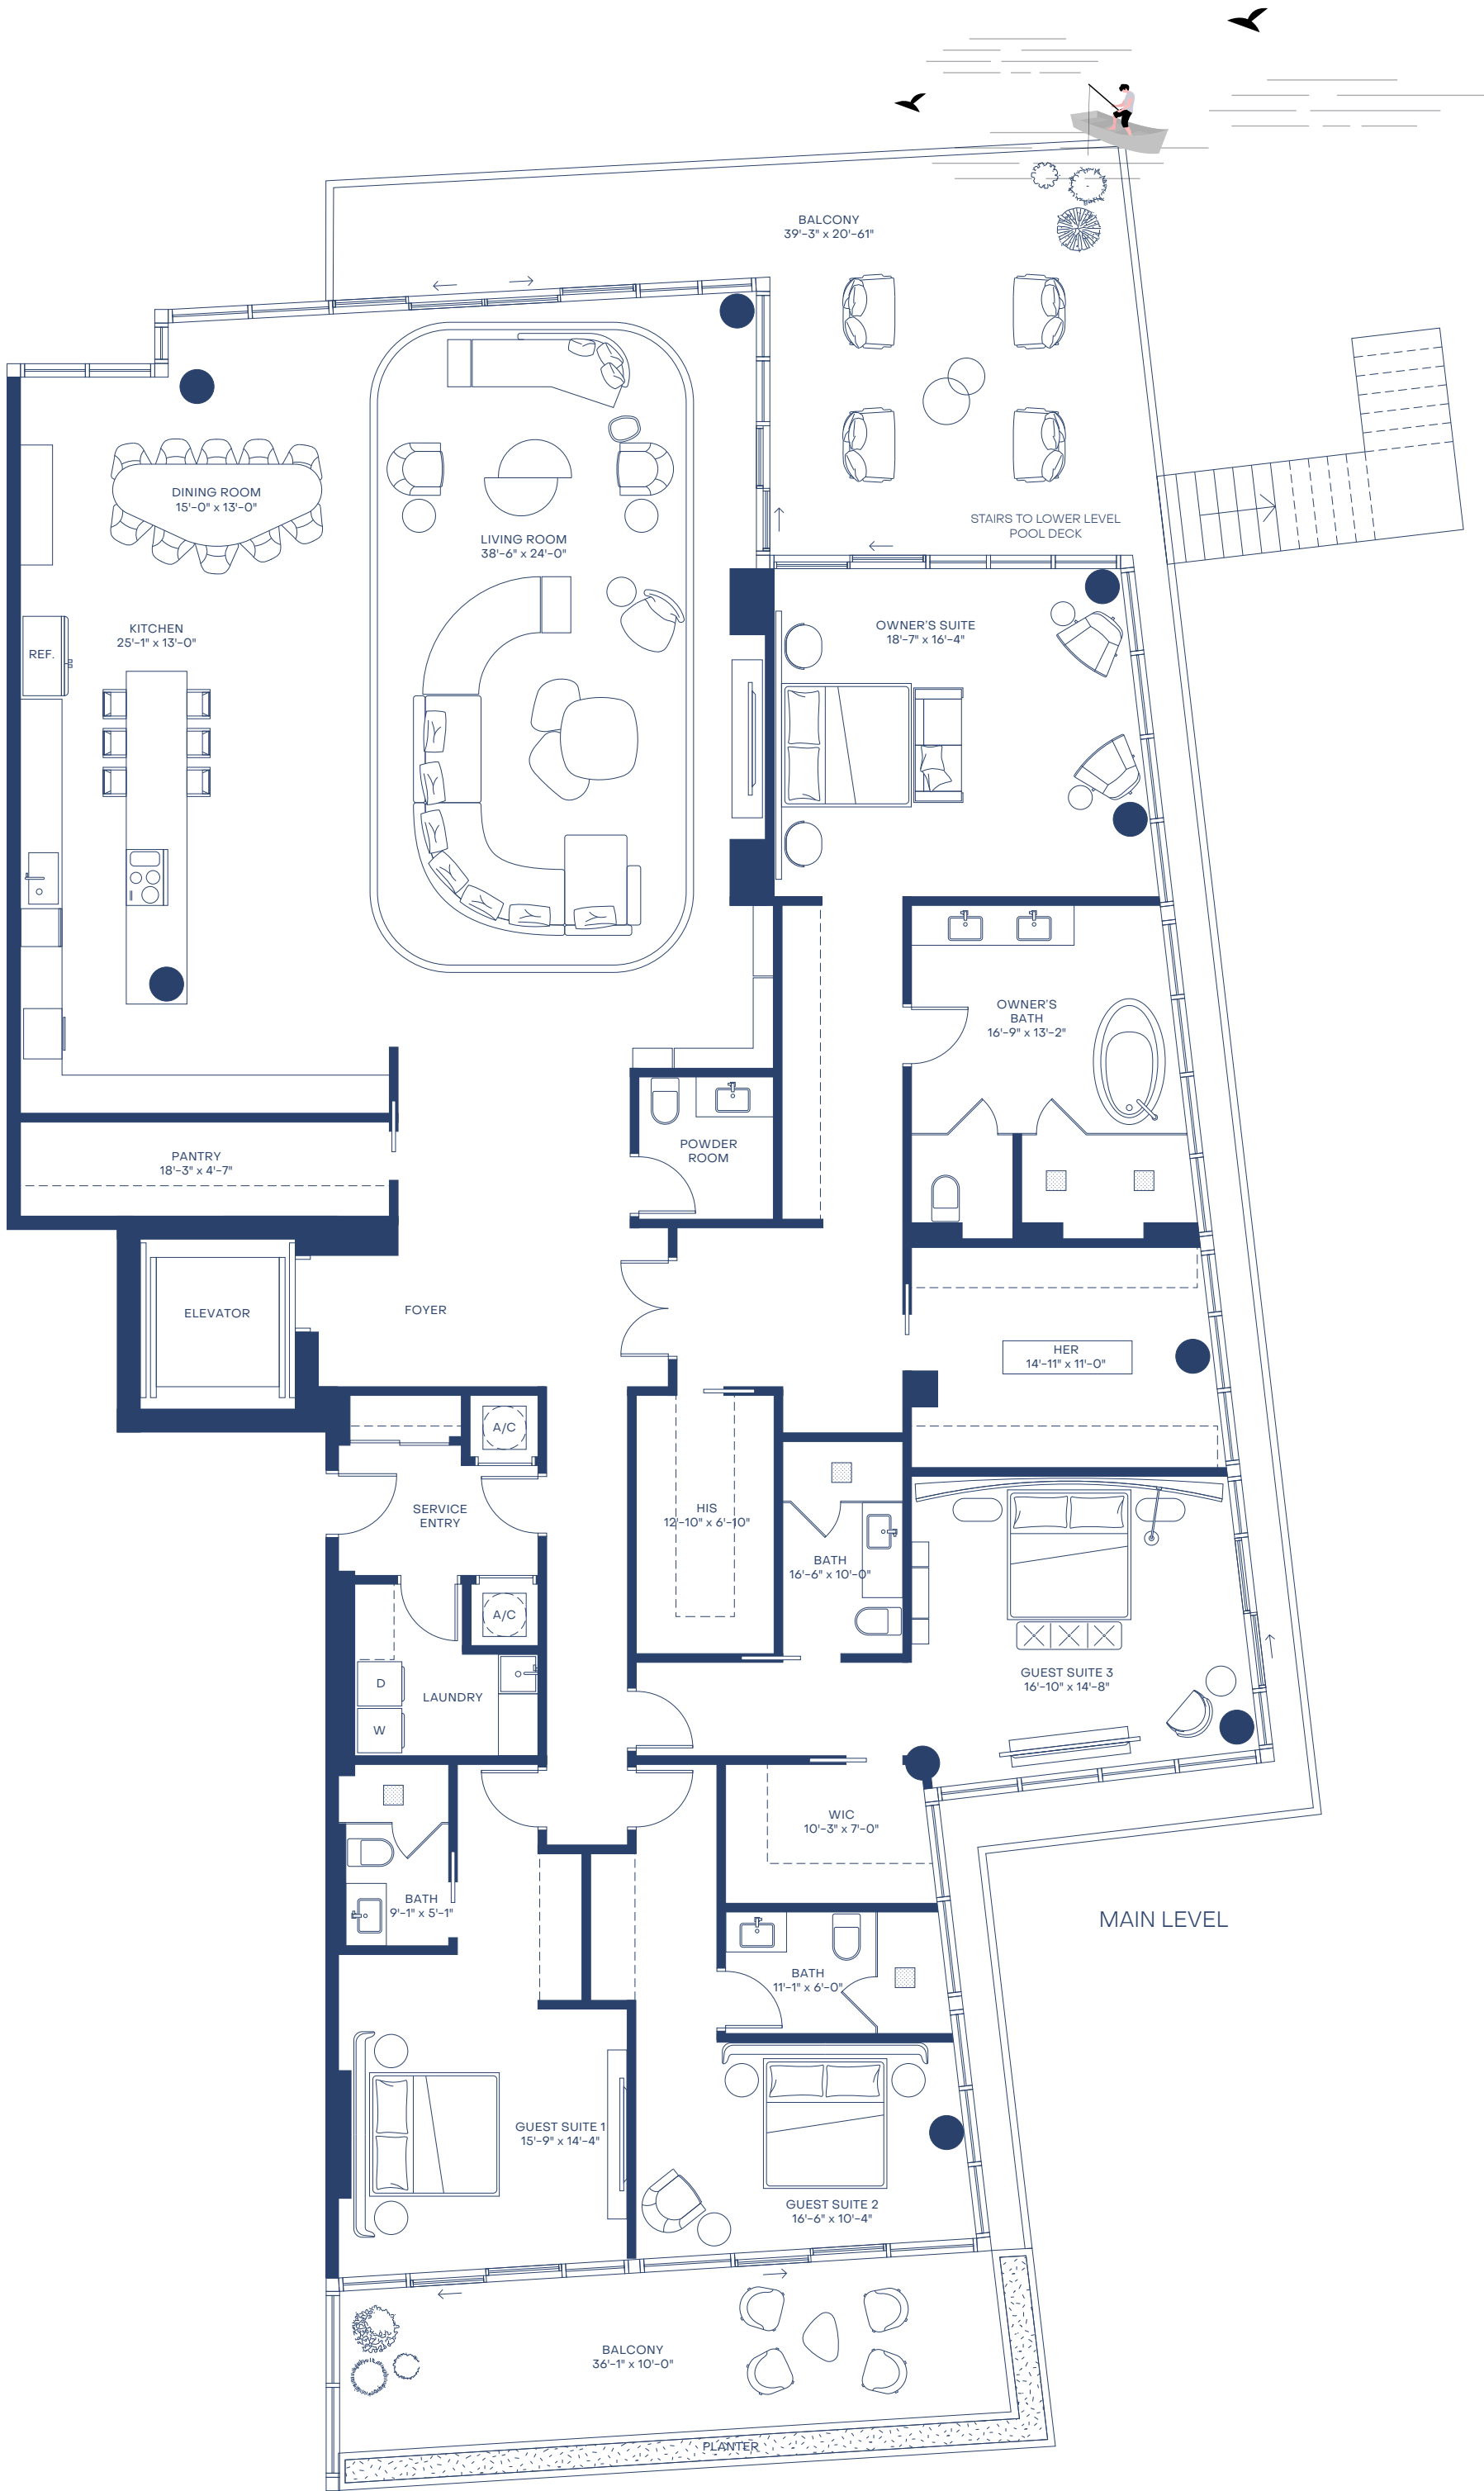 BALCONY
39'-3" x 20'-61"
DINING ROOM
15'-0" x 13'-0"
LIVING ROOM
38'-6" x 24'-0"
STAIRS TO LOWER LEVEL
POOL DECK
KITCHEN
25'-1" x 13'-0"
REF.
OWNER'S SUITE
18'-7" x 16'-4"
OWNER'S
BATH
16'-9" x 13'-2"
POWDER
ROOM
PANTRY
18'-3" x 4'-7"
ELEVATOR
FOYER
HER
14'-11" x 11'-0"
A/C
SERVICE
ENTRY
HIS
12'-10" x 6'-10"
BATH
16'-6" x 10'-0"
A/C
D
LAUNDRY
W
GUEST SUITE 3
16'-10" x 14'-8"
WIC
10'-3" x 7'-0"
BATH
9'-1" x 5'-1"
MAIN LEVEL
BATH
11'-1" x 6'-0"
GUEST SUITE 1
15'-9" x 14'-4"
GUEST SUITE 2
16'-6" x 10'-4"
BALCONY
36'-1" x 10'-0"
PLANTER